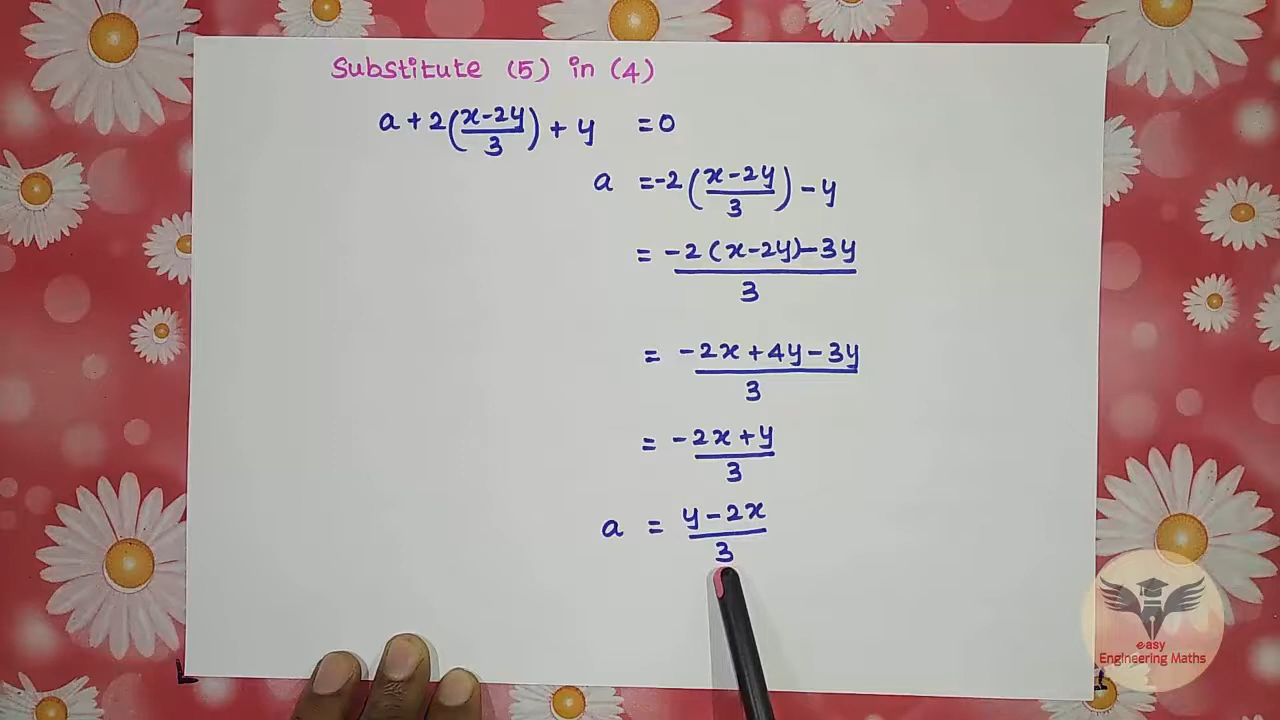 Substitute (5) in (4)
a + 2((x-2y)/3) + y = 0
a = -2((x-2y)/3) - y
= (-2(x-2y)-3y)/3
= (-2x+4y-3y)/3
= (-2x+y)/3
a = (y-2x)/3
easy
Engineering Maths